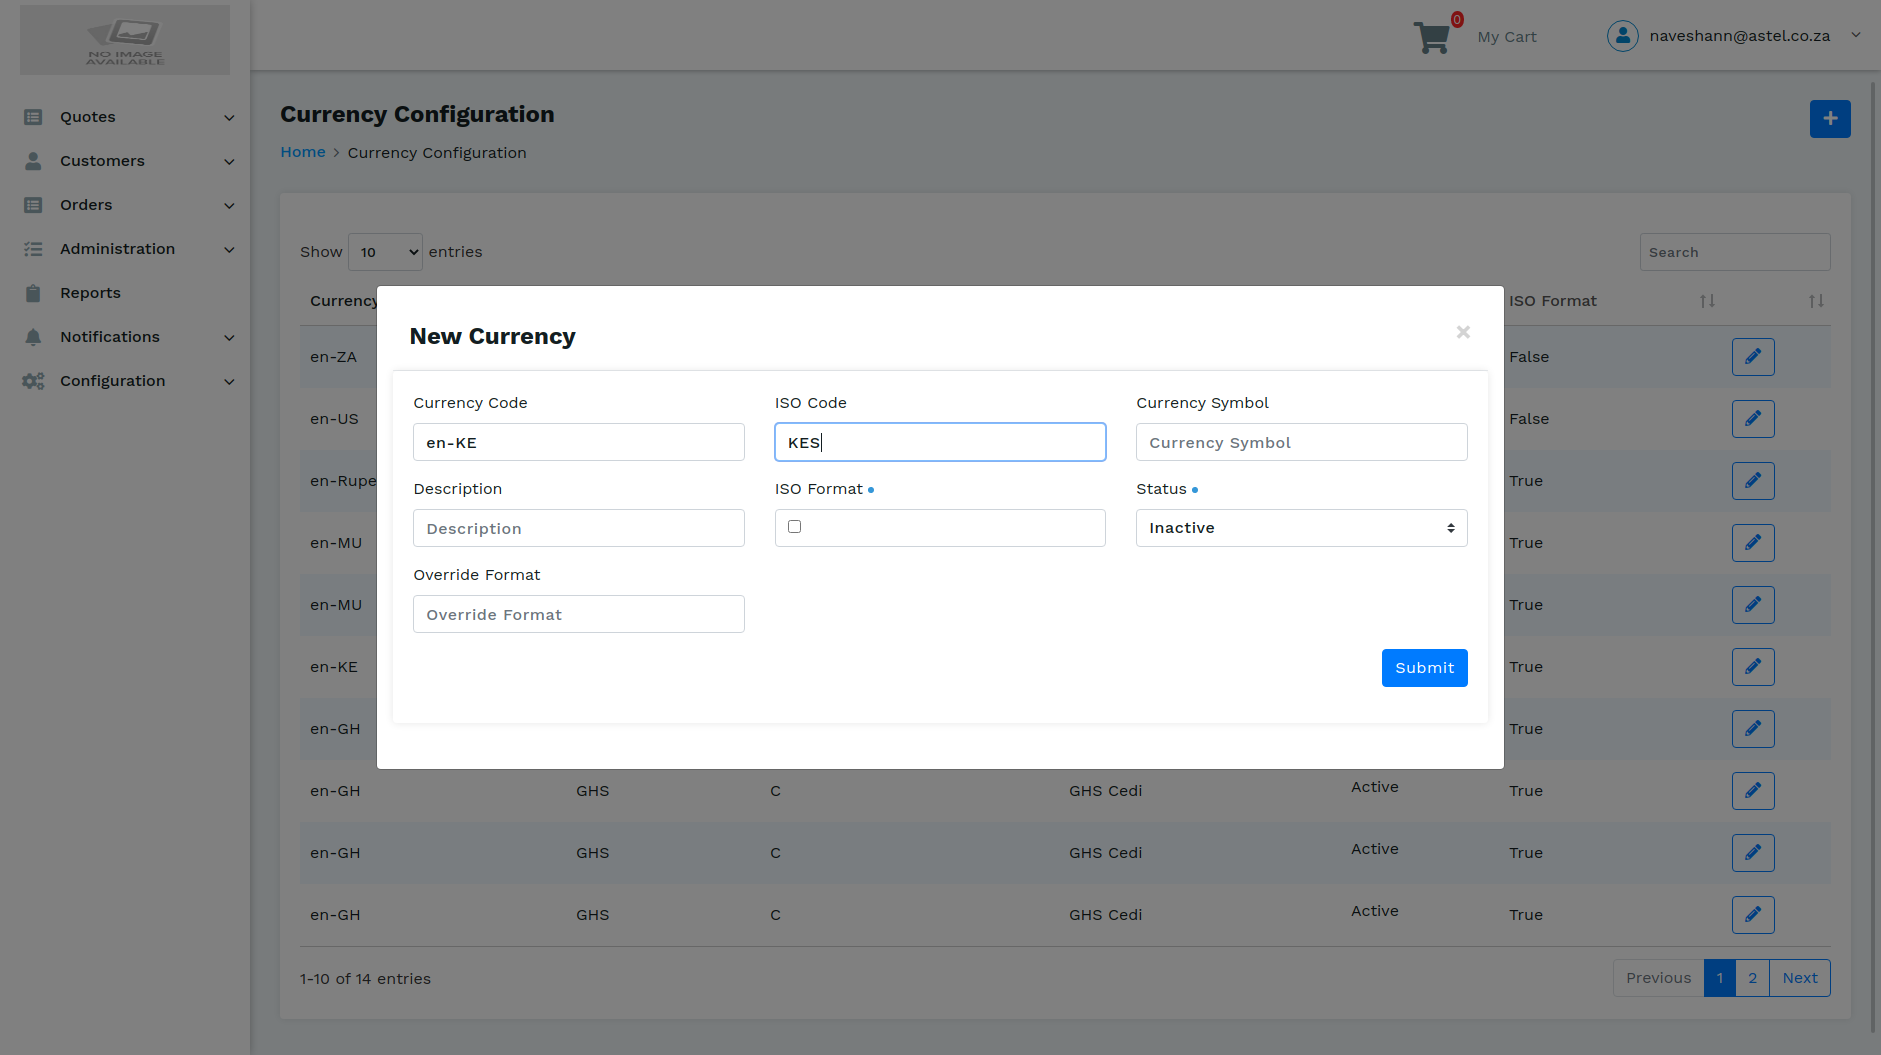 NO IMAGE
AVAILABLE
0
My Cart
naveshann@astel.co.za
Quotes
Customers
Orders
Administration
Reports
Notifications
Configuration
Currency Configuration
Home > Currency Configuration
Show 10 entries
Search
Currency
ISO Format
en-ZA False
en-US False
en-Rupe True
en-MU True
en-MU True
en-KE True
en-GH True
New Currency
×
Currency Code
ISO Code
Currency Symbol
en-KE
KES
Currency Symbol
Description
ISO Format
Status
Description
Inactive
Override Format
Override Format
Submit
en-GH GHS C GHS Cedi Active True
en-GH GHS C GHS Cedi Active True
en-GH GHS C GHS Cedi Active True
1-10 of 14 entries
Previous 1 2 Next